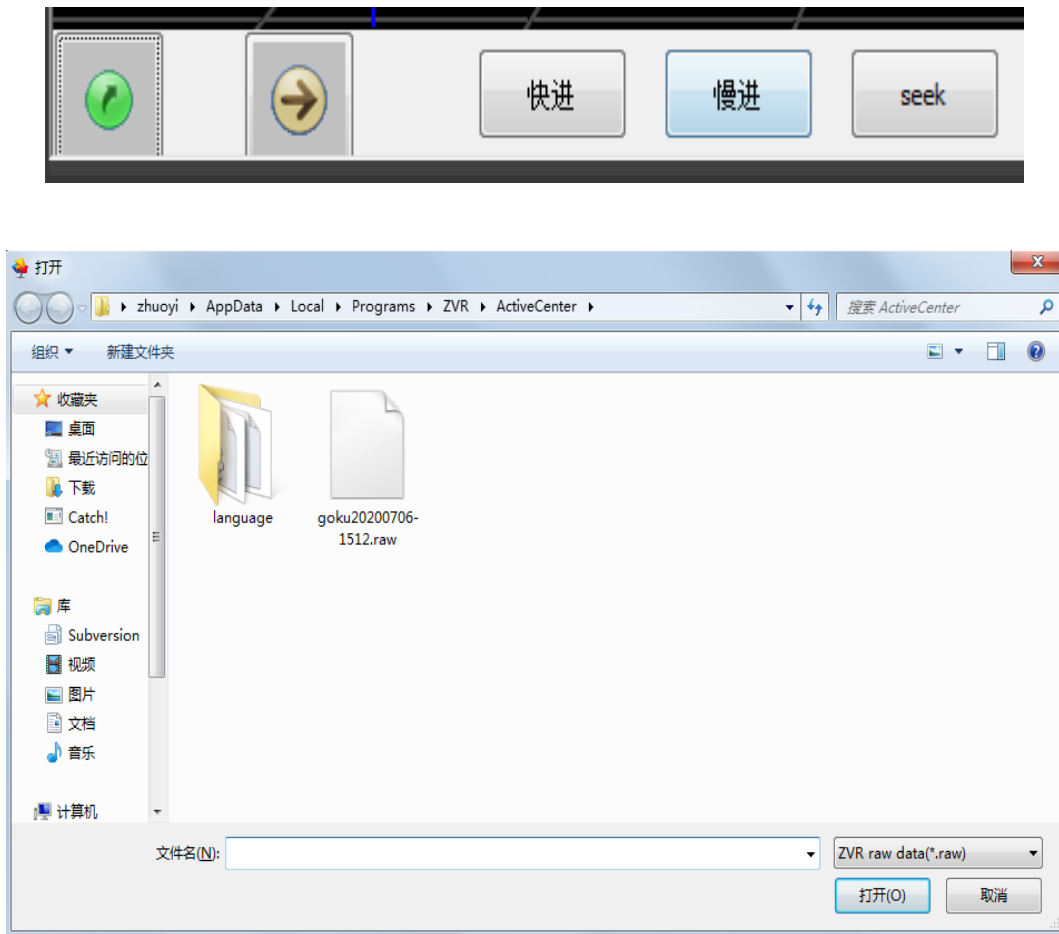 快进 慢进 seek
打开
zhuoyi AppData Local Programs ZVR ActiveCenter
搜索 ActiveCenter
组织 新建文件夹
收藏夹
桌面
最近访问的位
下载
Catch!
OneDrive
库
Subversion
视频
图片
文档
音乐
计算机
language
goku20200706-
1512.raw
文件名(N):
ZVR raw data(*.raw)
打开(O) 取消